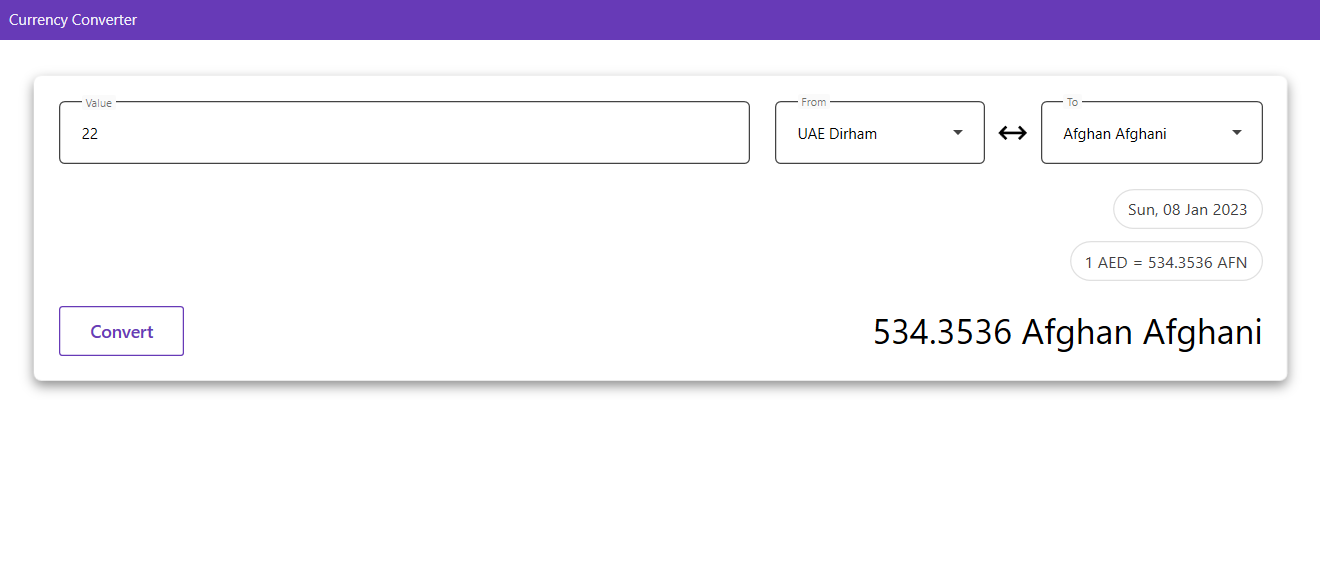 Currency Converter
Value
From
To
22
UAE Dirham
Afghan Afghani
Sun, 08 Jan 2023
1 AED = 534.3536 AFN
Convert
534.3536 Afghan Afghani